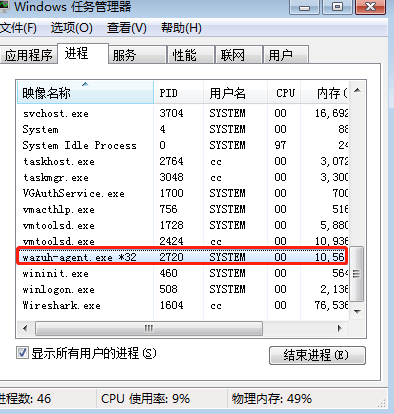 Windows 任务管理器
文件(F) 选项(O) 查看(V) 帮助(H)
应用程序 进程 服务 性能 联网 用户
映像名称 PID 用户名 CPU 内存(
svchost.exe 3704 SYSTEM 00 16,692
System 4 SYSTEM 00 88
System Idle Process 0 SYSTEM 97 24
taskhost.exe 2764 cc 00 3,072
taskmgr.exe 3048 cc 00 3,300
VGAuthService.exe 1700 SYSTEM 00 700
vmacthlp.exe 756 SYSTEM 00 516
vmtoolsd.exe 1728 SYSTEM 00 5,880
vmtoolsd.exe 2424 cc 00 10,936
wazuh-agent.exe *32 2720 SYSTEM 00 10,56
wininit.exe 460 SYSTEM 00 564
winlogon.exe 508 SYSTEM 00 2,136
Wireshark.exe 1604 cc 00 76,536
显示所有用户的进程(S) 结束进程(E)
进程数: 46 CPU 使用率: 9% 物理内存: 49%